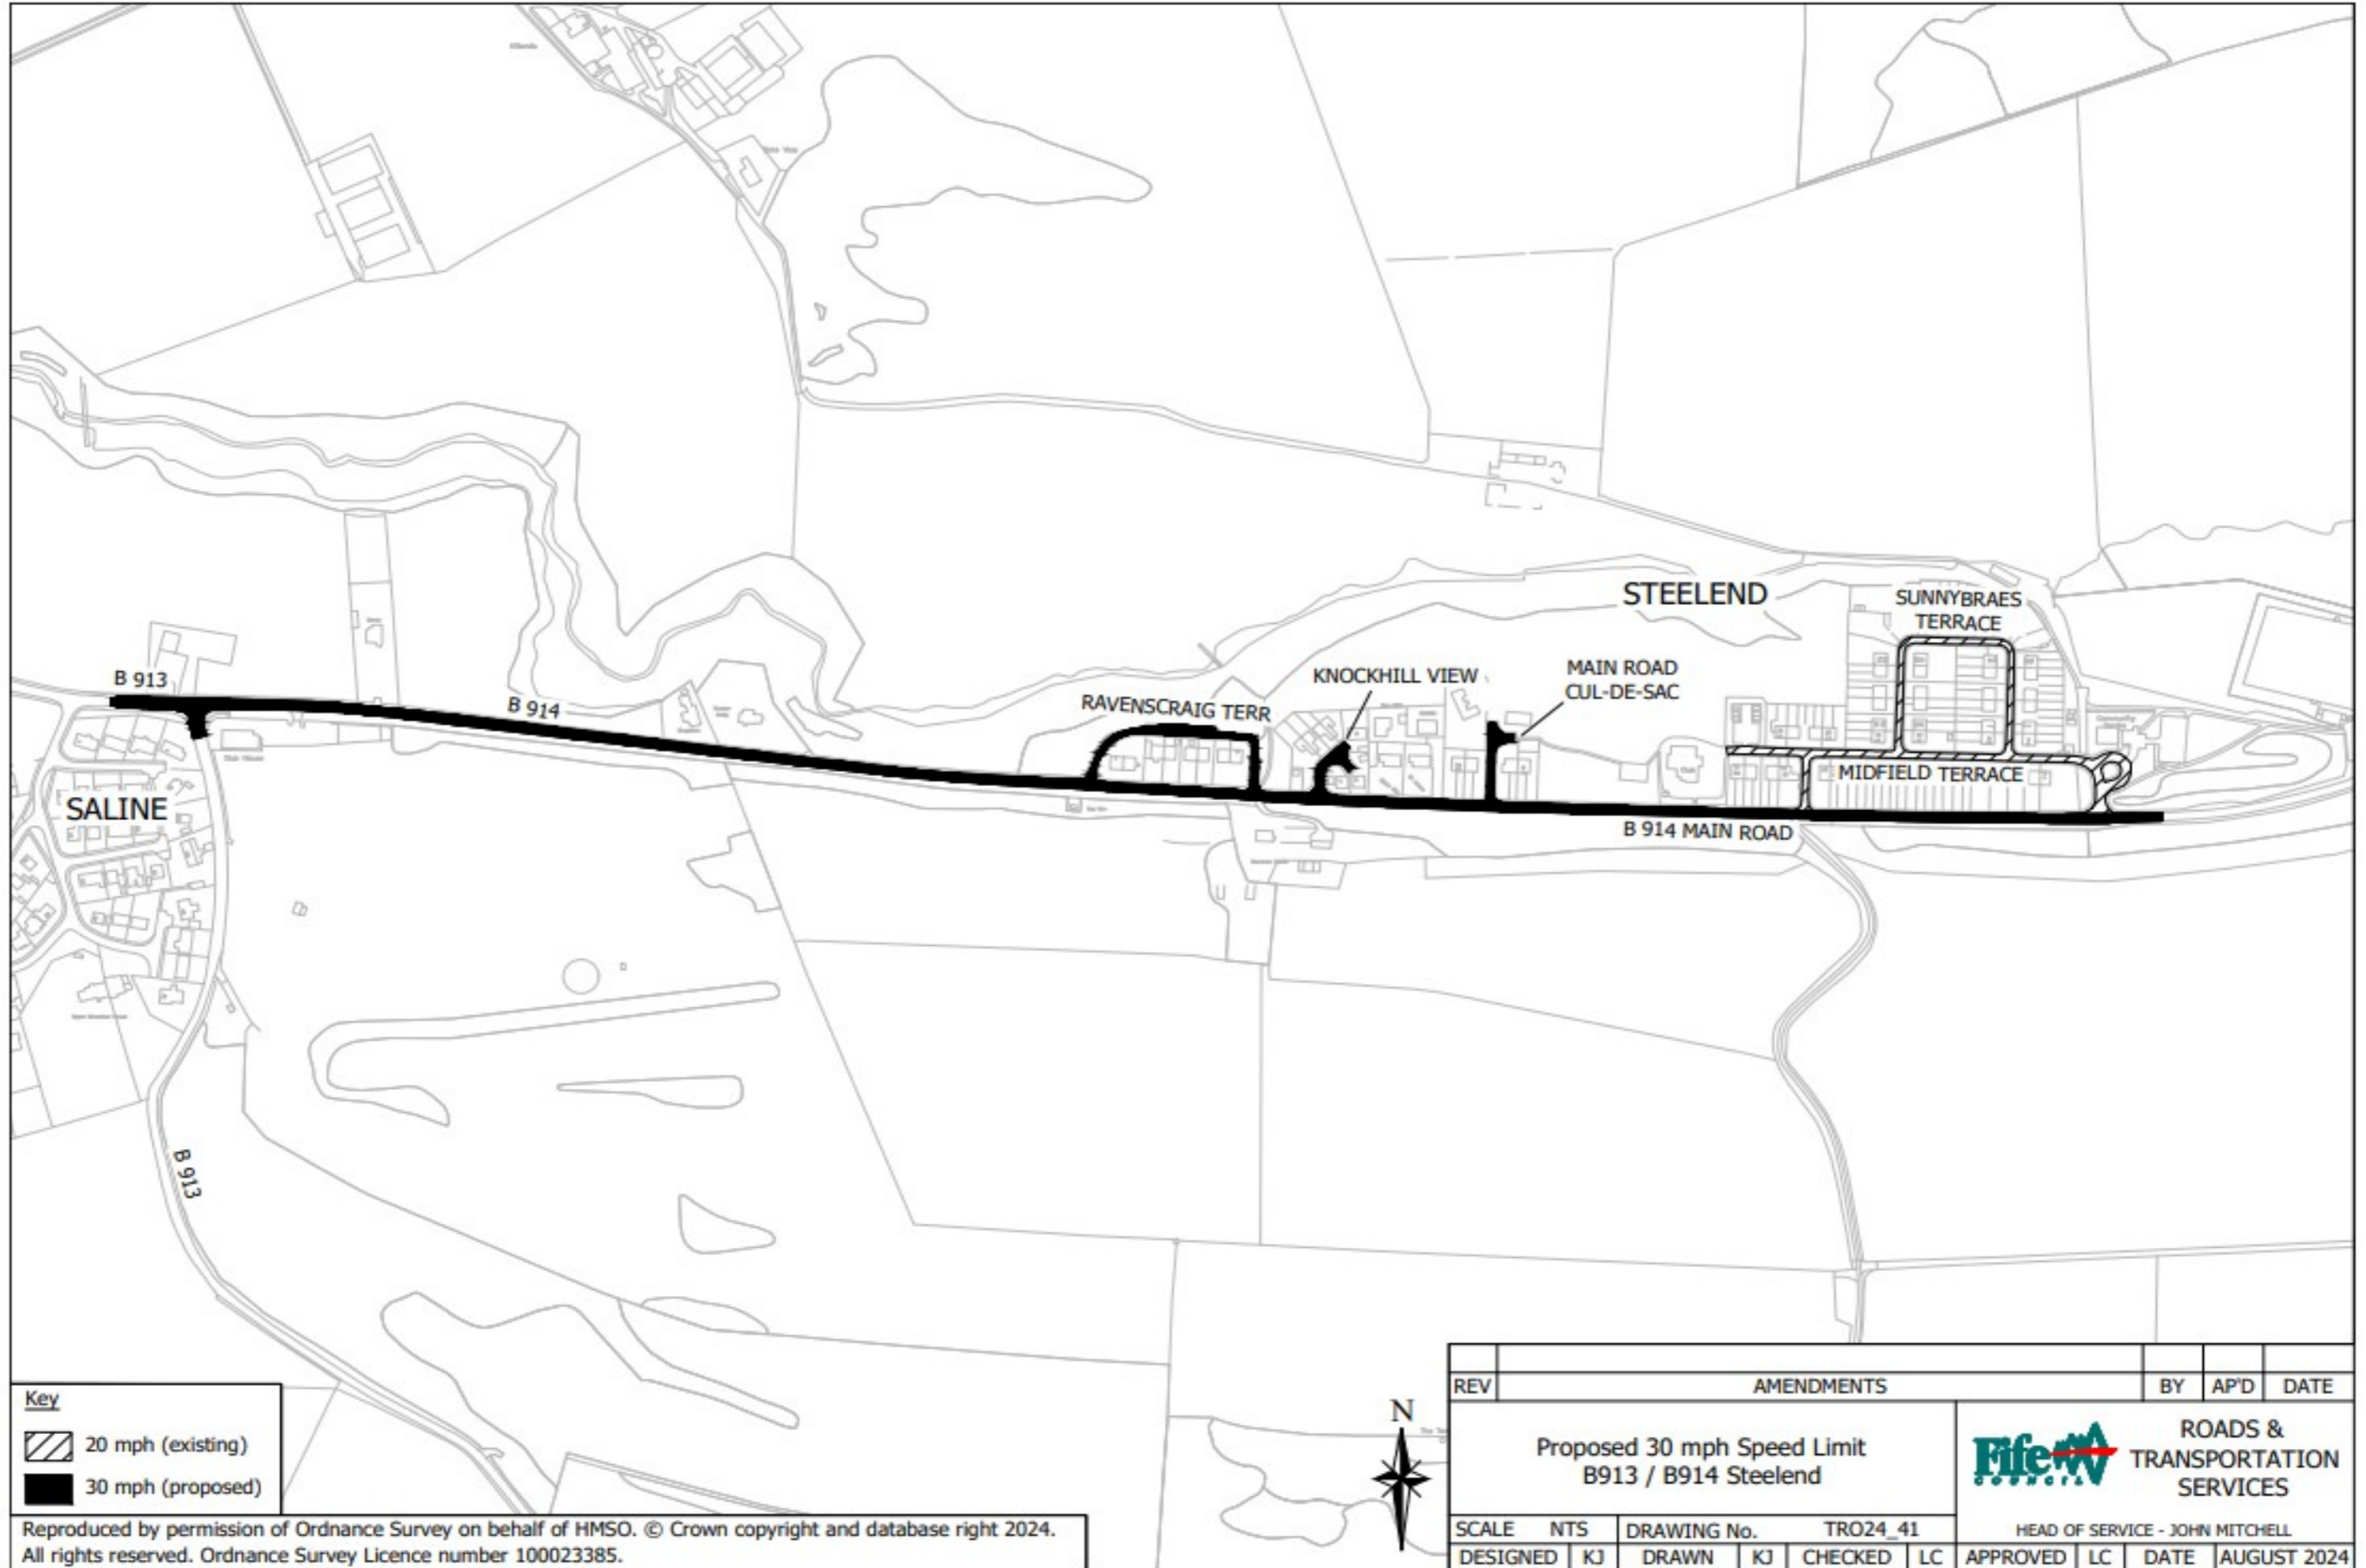 B 913
B 914
SALINE
B 913
RAVENSCRAIG TERR
KNOCKHILL VIEW
MAIN ROAD
CUL-DE-SAC
STEELEND
SUNNYBRAES
TERRACE
MIDFIELD TERRACE
B 914 MAIN ROAD
Key
20 mph (existing)
30 mph (proposed)
Reproduced by permission of Ordnance Survey on behalf of HMSO. © Crown copyright and database right 2024.
All rights reserved. Ordnance Survey Licence number 100023385.
N
REV AMENDMENTS BY AP'D DATE
Proposed 30 mph Speed Limit
B913 / B914 Steelend
Fife
COUNCIL
ROADS &
TRANSPORTATION
SERVICES
SCALE NTS DRAWING No. TRO24_41 HEAD OF SERVICE - JOHN MITCHELL
DESIGNED KJ DRAWN KJ CHECKED LC APPROVED LC DATE AUGUST 2024